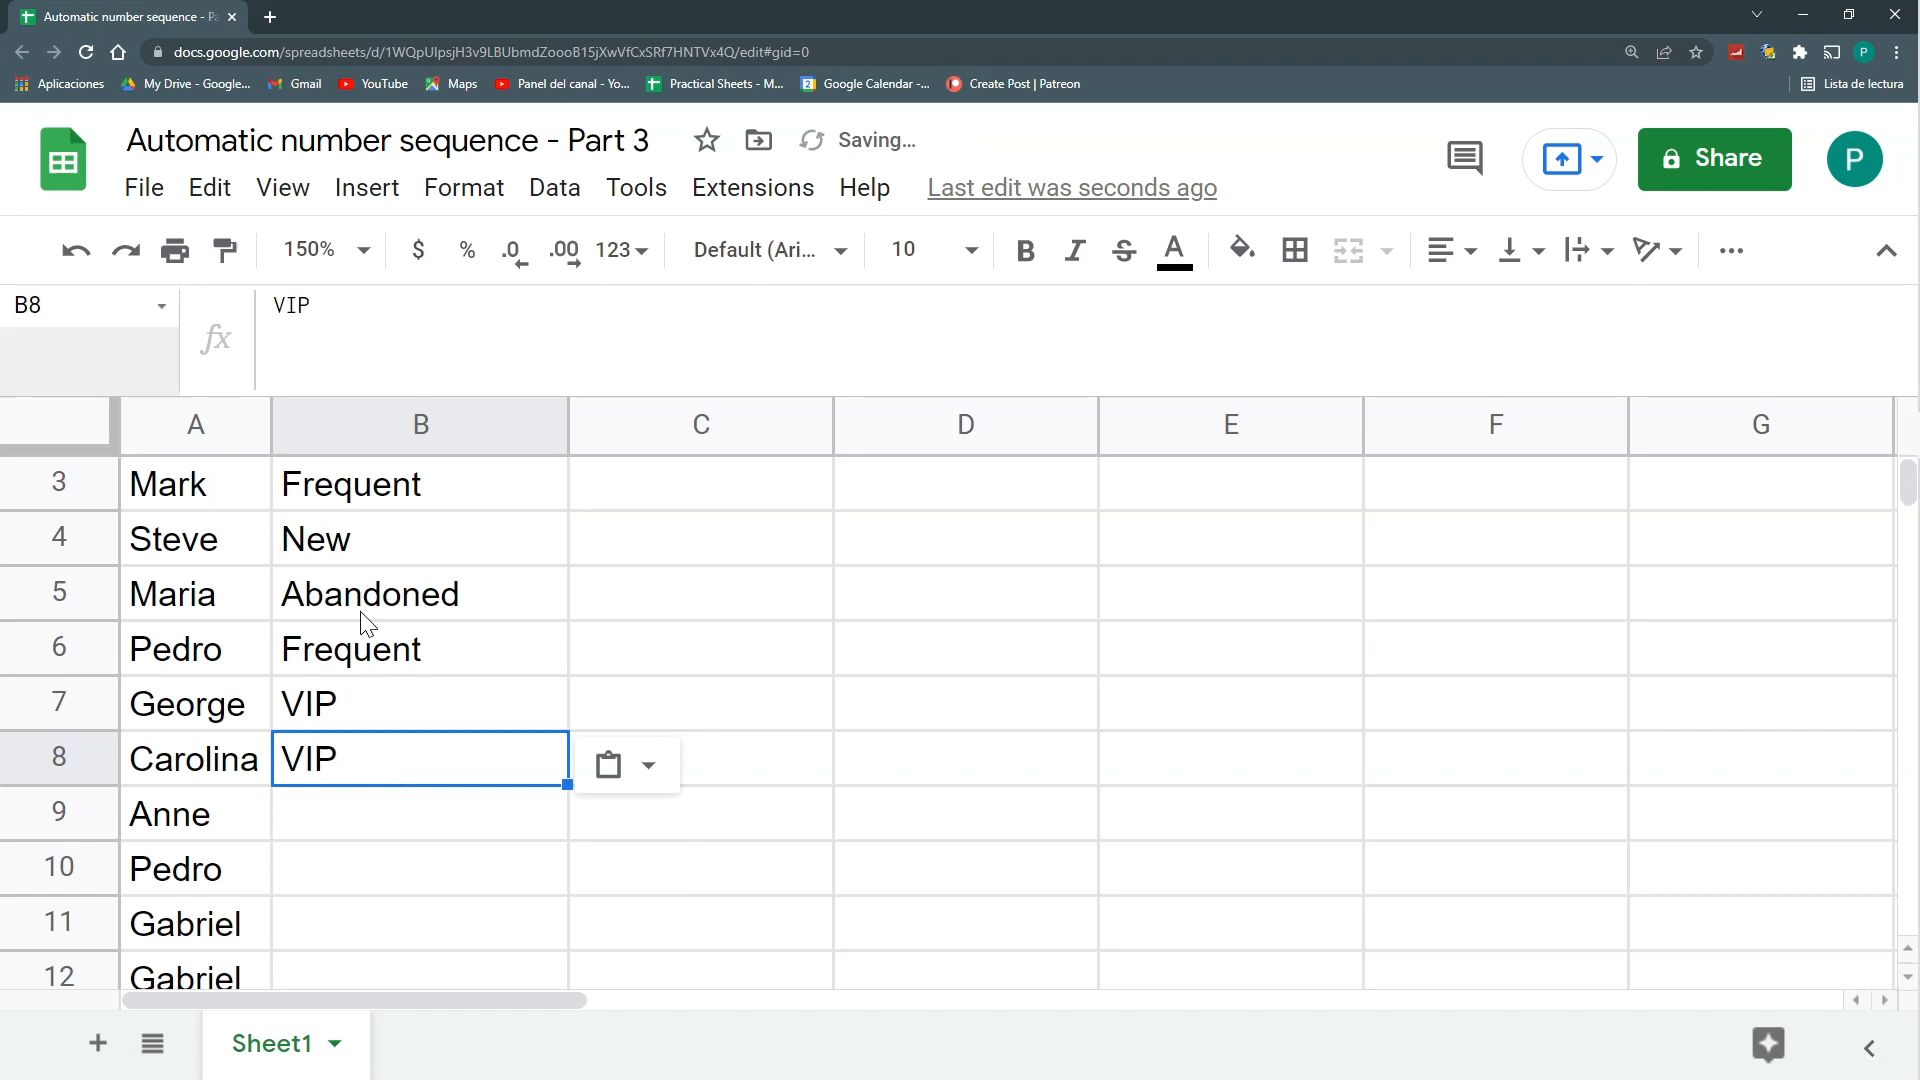 Automatic number sequence - Pa
docs.google.com/spreadsheets/d/1WQpUIpsjH3v9LBUbmdZoooB15jXwVfCxSRf7HNTVx4Q/edit#gid=0
P
Aplicaciones My Drive - Google... Gmail YouTube Maps Panel del canal - Yo... Practical Sheets - M... Google Calendar -... Create Post | Patreon Lista de lectura
Automatic number sequence - Part 3 Saving...
Share P
File Edit View Insert Format Data Tools Extensions Help Last edit was seconds ago
150% $ % .0 .00 123 Default (Ari... 10 B I S A ...
B8 fx VIP
A B C D E F G
3 Mark Frequent
4 Steve New
5 Maria Abandoned
6 Pedro Frequent
7 George VIP
8 Carolina VIP
9 Anne
10 Pedro
11 Gabriel
12 Gabriel
Sheet1